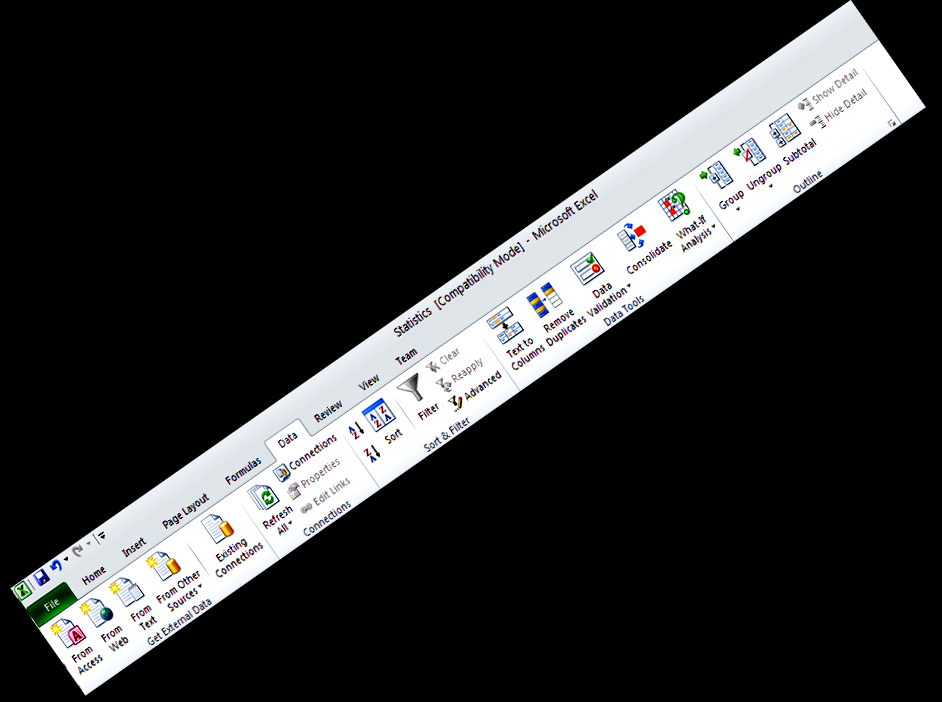 Statistics [Compatibility Mode] - Microsoft Excel
File Home Insert Page Layout Formulas Data Review View Team
From Access
From Web
From Text
From Other Sources
Existing Connections
Get External Data
Refresh All
Connections
Properties
Edit Links
Connections
Sort
Filter
Clear
Reapply
Advanced
Sort & Filter
Text to Columns
Remove Duplicates
Data Validation
Consolidate
What-If Analysis
Data Tools
Group
Ungroup
Subtotal
Show Detail
Hide Detail
Outline